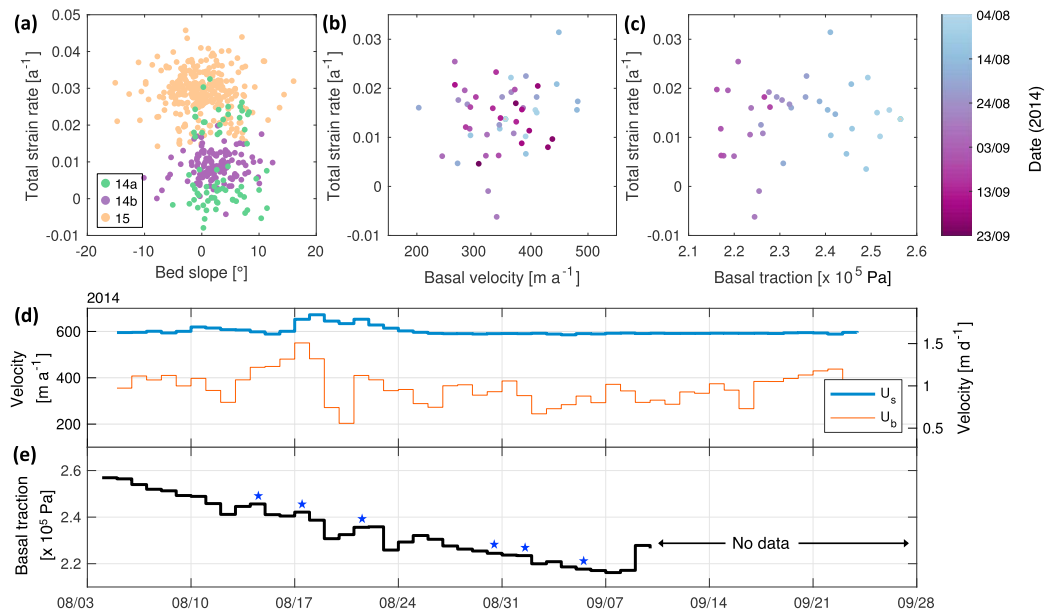 (a)
0.05
0.04
0.03
0.02
0.01
0
-0.01
Total strain rate [a⁻¹]
14a
14b
15
-20
-10
0
10
20
Bed slope [°]
(b)
0.03
0.02
0.01
0
-0.01
Total strain rate [a⁻¹]
200
300
400
500
Basal velocity [m a⁻¹]
(c)
0.03
0.02
0.01
0
-0.01
Total strain rate [a⁻¹]
2.1
2.2
2.3
2.4
2.5
2.6
Basal traction [x 10⁵ Pa]
04/08
14/08
24/08
03/09
13/09
23/09
Date (2014)
(d)
2014
600
400
200
Velocity
[m a⁻¹]
1.5
1
0.5
Velocity [m d⁻¹]
Uₛ
U_b
(e)
2.6
2.4
2.2
Basal traction
[x 10⁵ Pa]
No data
08/03
08/10
08/17
08/24
08/31
09/07
09/14
09/21
09/28